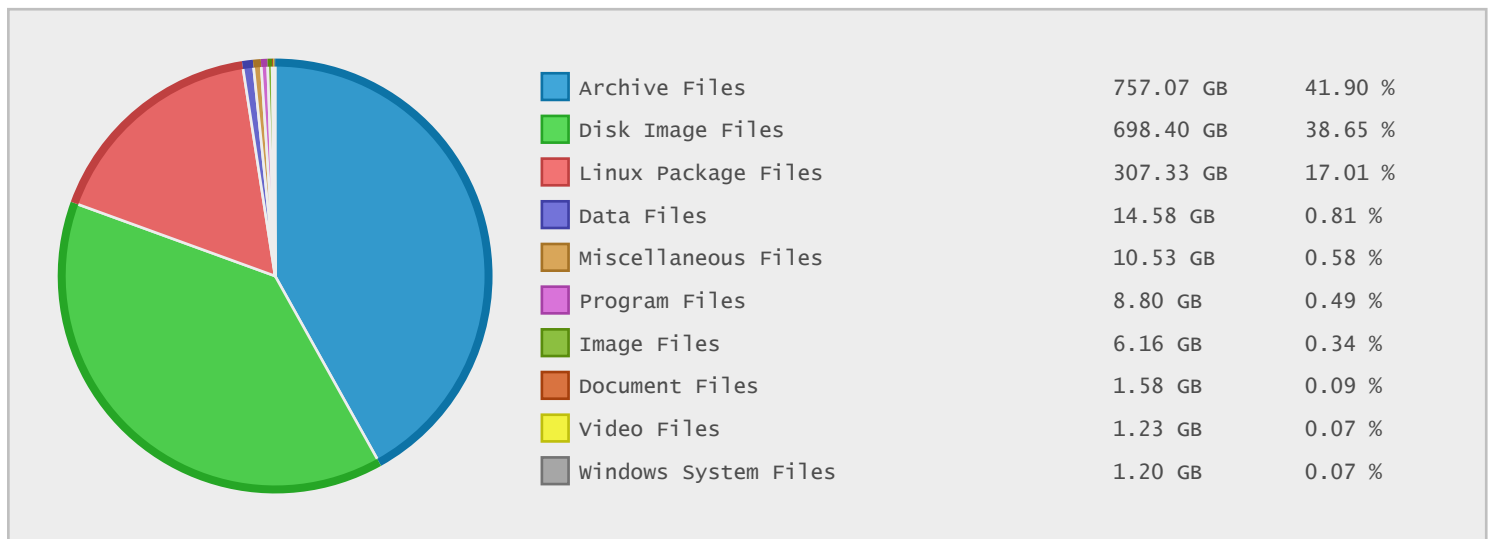 Archive Files 757.07 GB 41.90 %
Disk Image Files 698.40 GB 38.65 %
Linux Package Files 307.33 GB 17.01 %
Data Files 14.58 GB 0.81 %
Miscellaneous Files 10.53 GB 0.58 %
Program Files 8.80 GB 0.49 %
Image Files 6.16 GB 0.34 %
Document Files 1.58 GB 0.09 %
Video Files 1.23 GB 0.07 %
Windows System Files 1.20 GB 0.07 %